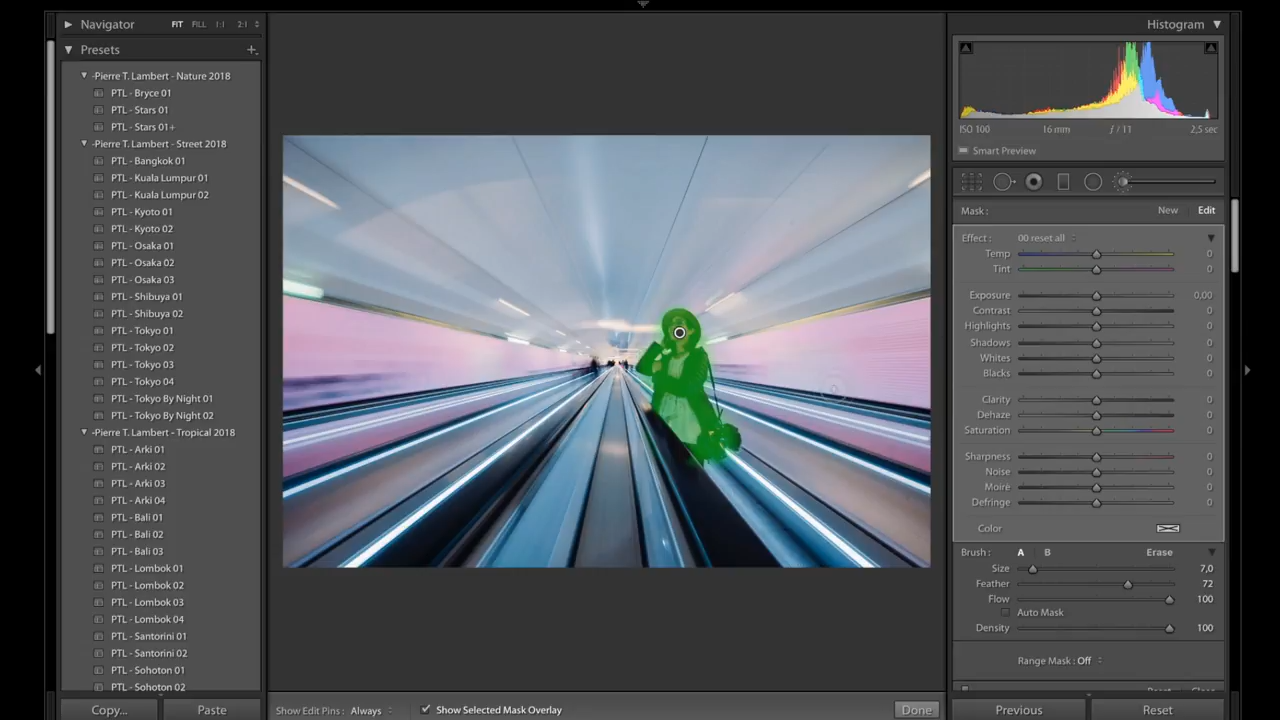 Navigator FIT FILL 1:1 2:1
Presets
-Pierre T. Lambert - Nature 2018
PTL - Bryce 01
PTL - Stars 01
PTL - Stars 01+
-Pierre T. Lambert - Street 2018
PTL - Bangkok 01
PTL - Kuala Lumpur 01
PTL - Kuala Lumpur 02
PTL - Kyoto 01
PTL - Kyoto 02
PTL - Osaka 01
PTL - Osaka 02
PTL - Osaka 03
PTL - Shibuya 01
PTL - Shibuya 02
PTL - Tokyo 01
PTL - Tokyo 02
PTL - Tokyo 03
PTL - Tokyo 04
PTL - Tokyo By Night 01
PTL - Tokyo By Night 02
-Pierre T. Lambert - Tropical 2018
PTL - Arki 01
PTL - Arki 02
PTL - Arki 03
PTL - Arki 04
PTL - Bali 01
PTL - Bali 02
PTL - Bali 03
PTL - Lombok 01
PTL - Lombok 02
PTL - Lombok 03
PTL - Lombok 04
PTL - Santorini 01
PTL - Santorini 02
PTL - Sohoton 01
PTL - Sohoton 02
Copy... Paste
Show Edit Pins: Always Show Selected Mask Overlay Done
Histogram
ISO 100 16 mm ƒ / 11 2,5 sec
Smart Preview
Mask : New Edit
Effect : 00 reset all
Temp 0
Tint 0
Exposure 0,00
Contrast 0
Highlights 0
Shadows 0
Whites 0
Blacks 0
Clarity 0
Dehaze 0
Saturation 0
Sharpness 0
Noise 0
Moiré 0
Defringe 0
Color
Brush : A B Erase
Size 7,0
Feather 72
Flow 100
Auto Mask
Density 100
Range Mask : Off
Reset Close
Previous Reset